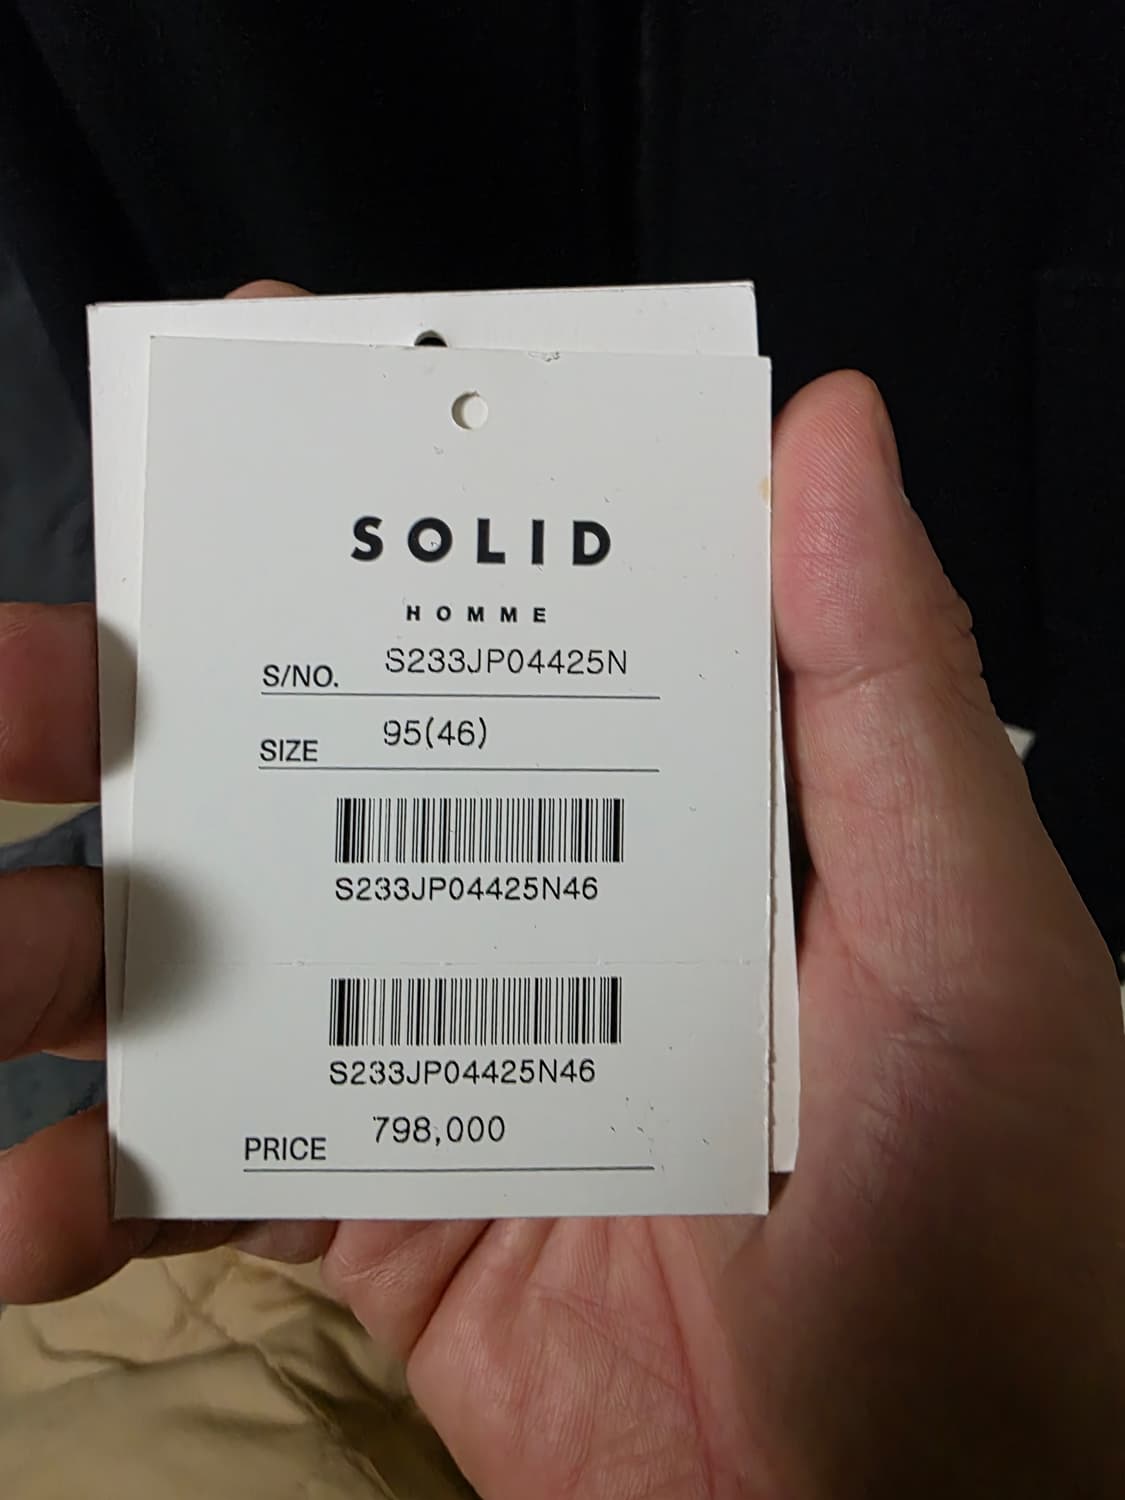 SOLID
HOMME
S/NO. S233JP04425N
SIZE 95(46)
S233JP04425N46
S233JP04425N46
PRICE 798,000